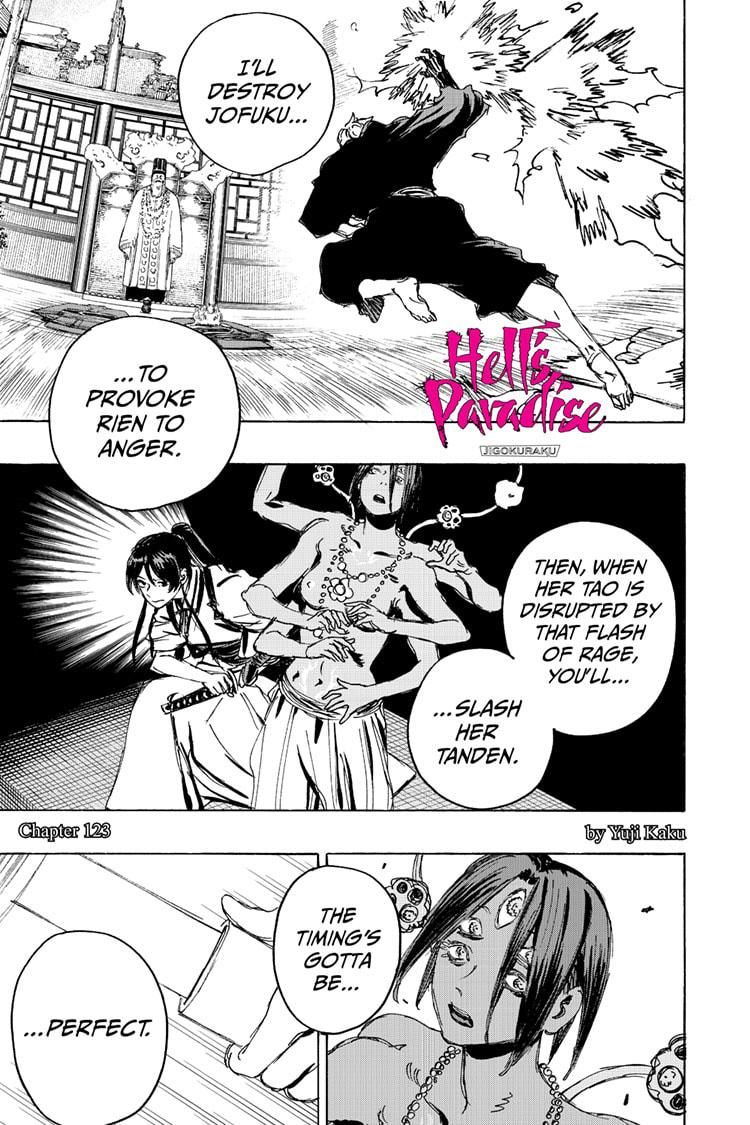 I'LL
DESTROY
JOFUKU...
Hell's
Paradise
JIGOKURAKU
...TO
PROVOKE
RIEN TO
ANGER.
THEN, WHEN
HER TAO IS
DISRUPTED BY
THAT FLASH
OF RAGE,
YOU'LL...
...SLASH
HER
TANDEN.
Chapter 123
by Yuji Kaku
THE
TIMING'S
GOTTA
BE...
...PERFECT.